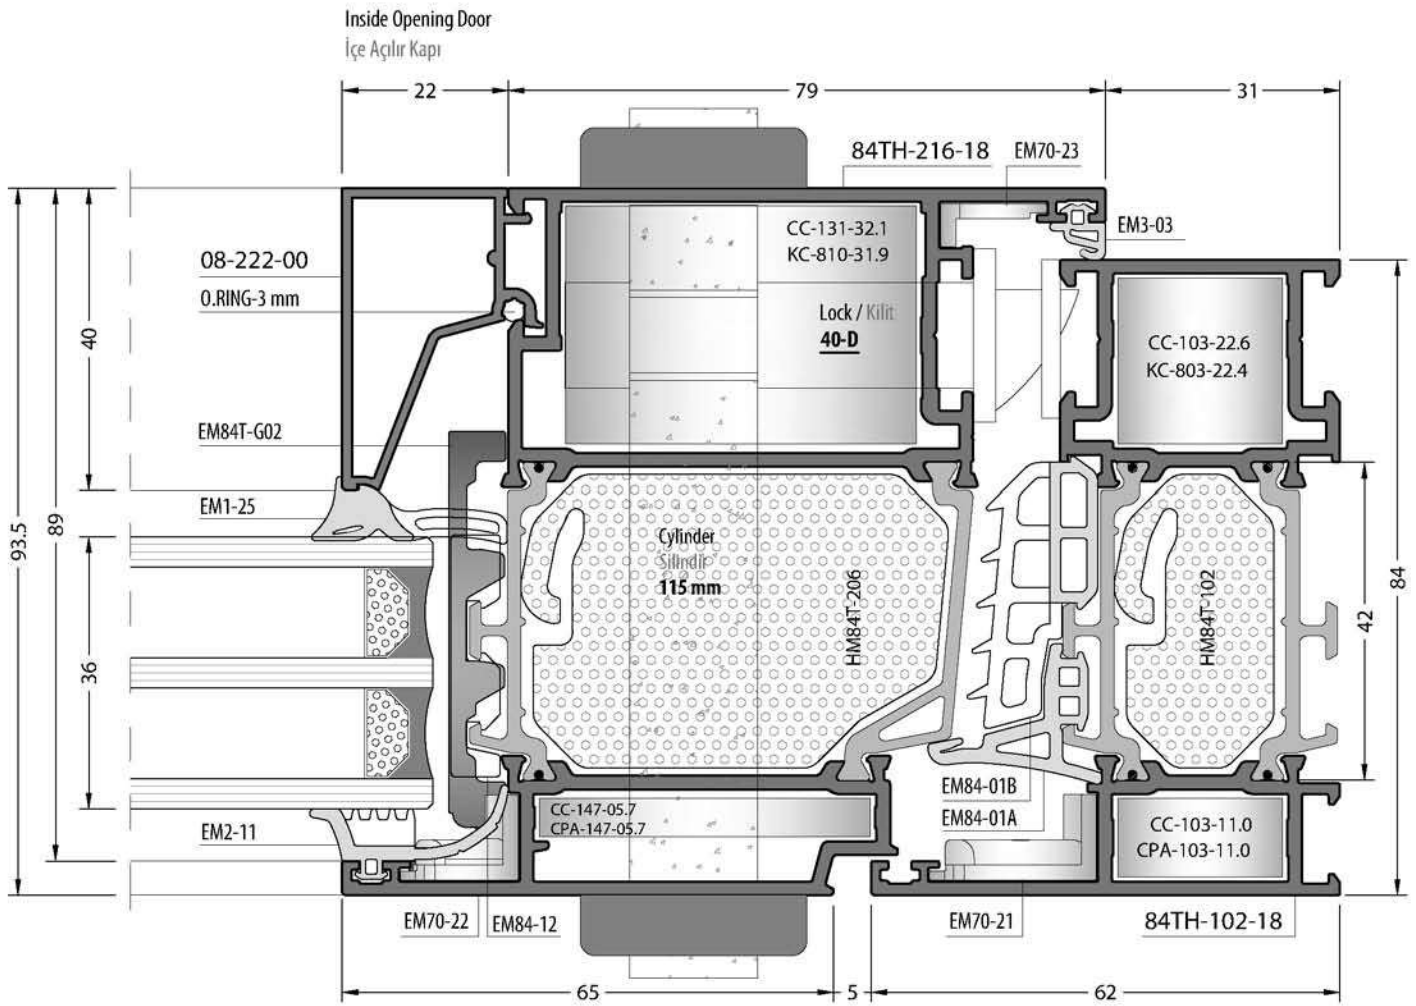 Inside Opening Door
İçe Açılır Kapı
22
79
31
84TH-216-18
EM70-23
CC-131-32.1
KC-810-31.9
EM3-03
08-222-00
O.RING-3 mm
Lock / Kilit
40-D
CC-103-22.6
KC-803-22.4
40
EM84T-G02
EM1-25
93.5
89
Cylinder
Silindir
115 mm
HM84T-206
HM84T-102
42
84
36
EM84-01B
EM84-01A
CC-147-05.7
CPA-147-05.7
CC-103-11.0
CPA-103-11.0
EM2-11
EM70-22
EM84-12
EM70-21
84TH-102-18
65
5
62